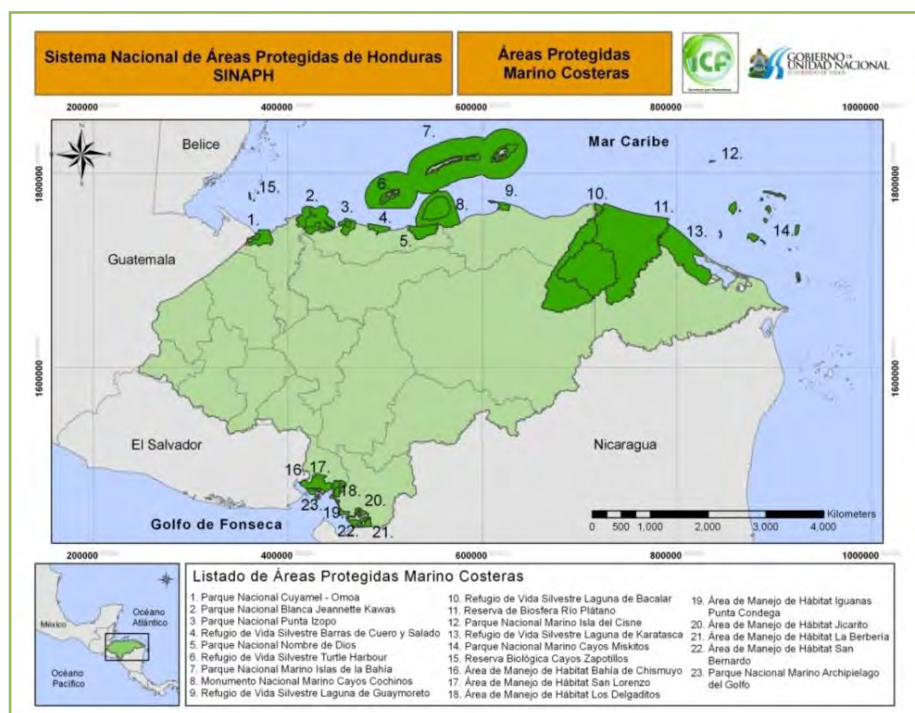 Sistema Nacional de Áreas Protegidas de Honduras
SINAPH
Áreas Protegidas
Marino Costeras
ICF
GOBIERNO DE
UNIDAD NACIONAL
200000 400000 600000 800000 1000000
1800000
1600000
1800000
1600000
Belice
Mar Caribe
Guatemala
El Salvador
Nicaragua
Golfo de Fonseca
1.
2.
3.
4.
5.
6.
7.
8.
9.
10.
11.
12.
13.
14.
15.
16.
17.
18.
19.
20.
21.
22.
23.
Kilometers
0 500 1,000 2,000 3,000 4,000
200000 400000 600000 800000 1000000
México
Océano
Atlántico
Océano
Pacífico
Listado de Áreas Protegidas Marino Costeras
1. Parque Nacional Cuyamel - Omoa
2. Parque Nacional Blanca Jeannette Kawas
3. Parque Nacional Punta Izopo
4. Refugio de Vida Silvestre Barras de Cuero y Salado
5. Parque Nacional Nombre de Dios
6. Refugio de Vida Silvestre Turtle Harbour
7. Parque Nacional Marino Islas de la Bahía
8. Monumento Nacional Marino Cayos Cochinos
9. Refugio de Vida Silvestre Laguna de Guaymoreto
10. Refugio de Vida Silvestre Laguna de Bacalar
11. Reserva de Biosfera Río Plátano
12. Parque Nacional Marino Isla del Cisne
13. Refugio de Vida Silvestre Laguna de Karatasca
14. Parque Nacional Marino Cayos Miskitos
15. Reserva Biológica Cayos Zapotillos
16. Área de Manejo de Habitat Bahía de Chismuyo
17. Área de Manejo de Hábitat San Lorenzo
18. Área de Manejo de Hábitat Los Delgaditos
19. Área de Manejo de Hábitat Iguanas
Punta Condega
20. Área de Manejo de Hábitat Jicarito
21. Área de Manejo de Hábitat La Berbería
22. Área de Manejo de Hábitat San
Bernardo
23. Parque Nacional Marino Archipielago
del Golfo